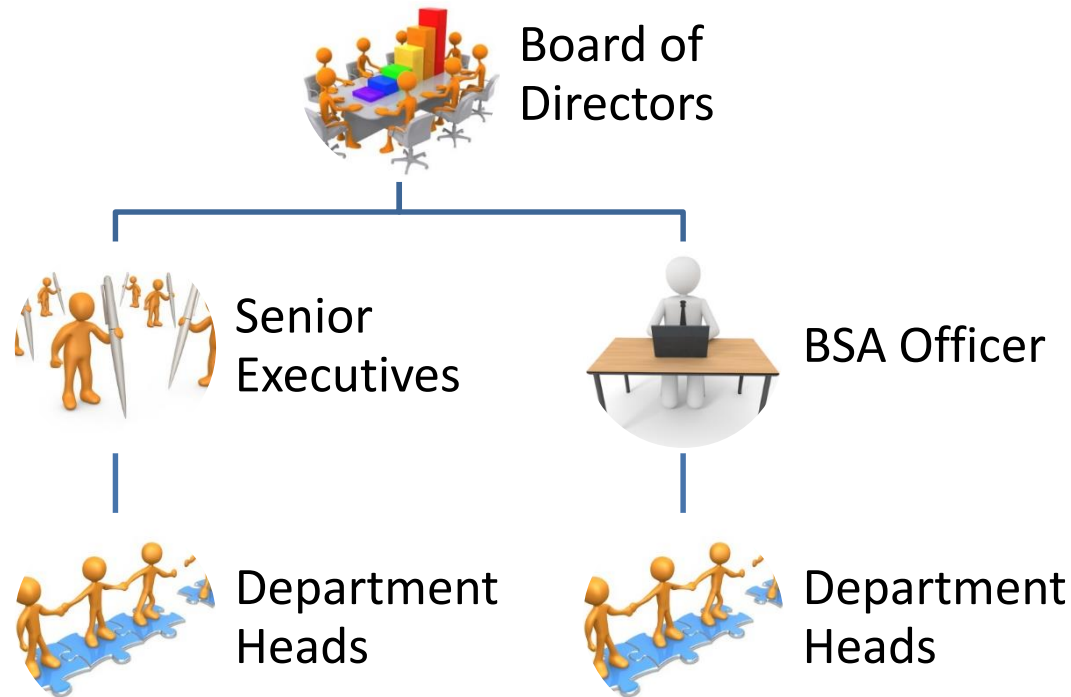 Board of
Directors
Senior
Executives
BSA Officer
Department
Heads
Department
Heads